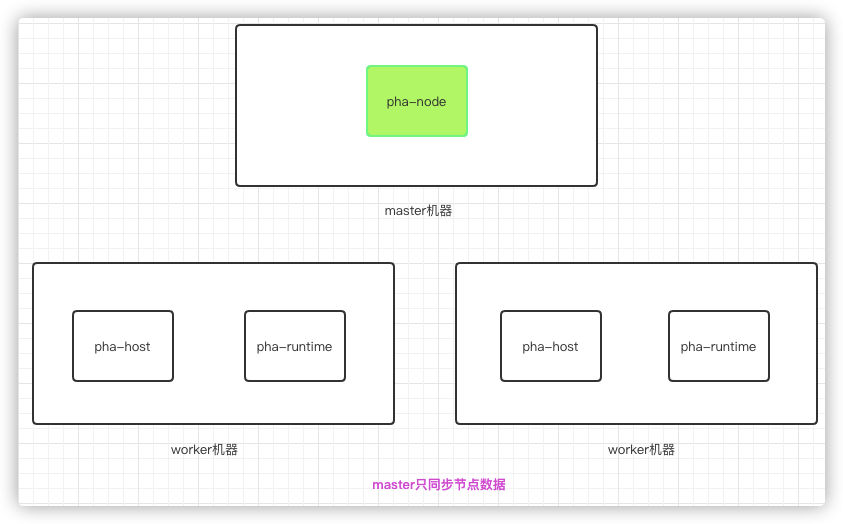 pha-node
master机器
pha-host
pha-runtime
pha-host
pha-runtime
worker机器
worker机器
master只同步节点数据